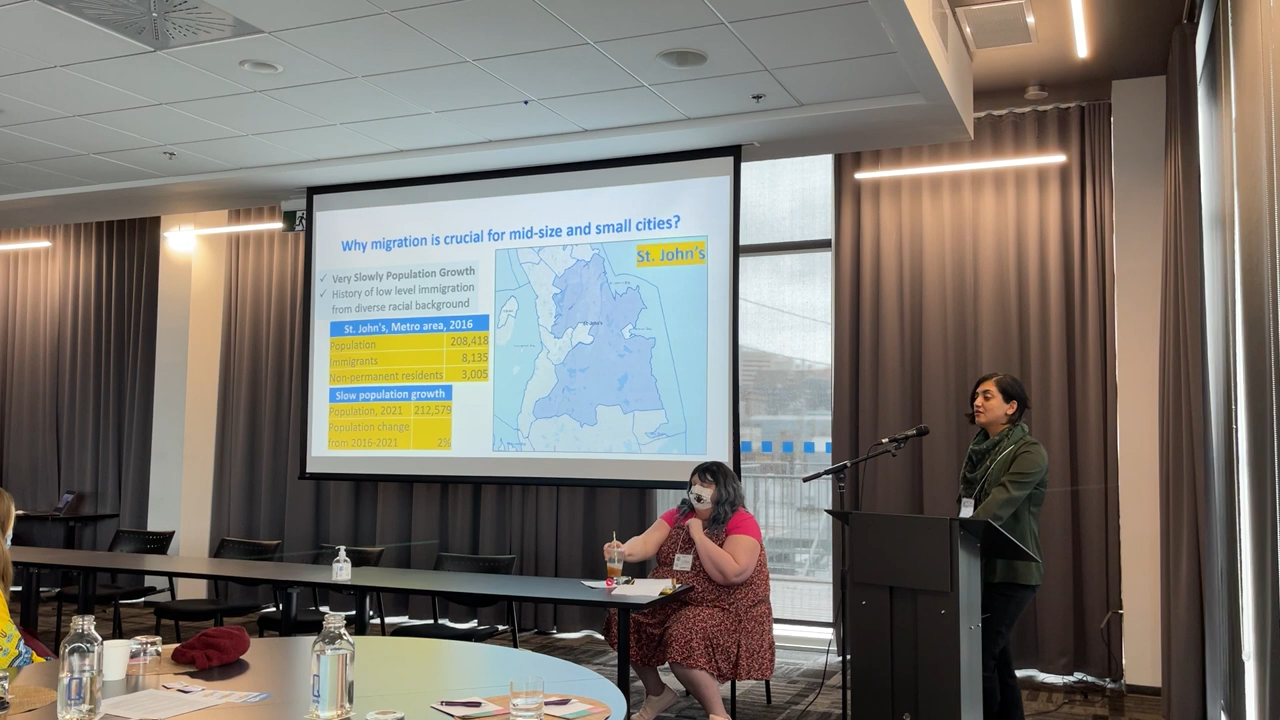 Why migration is crucial for mid-size and small cities?
✓ Very Slowly Population Growth
✓ History of low level immigration
from diverse racial background
St. John's, Metro area, 2016
Population 208,418
Immigrants 8,135
Non-permanent residents 3,005
Slow population growth
Population, 2021 212,579
Population change
from 2016-2021 2%
St. John's
St. John's
Q
Q